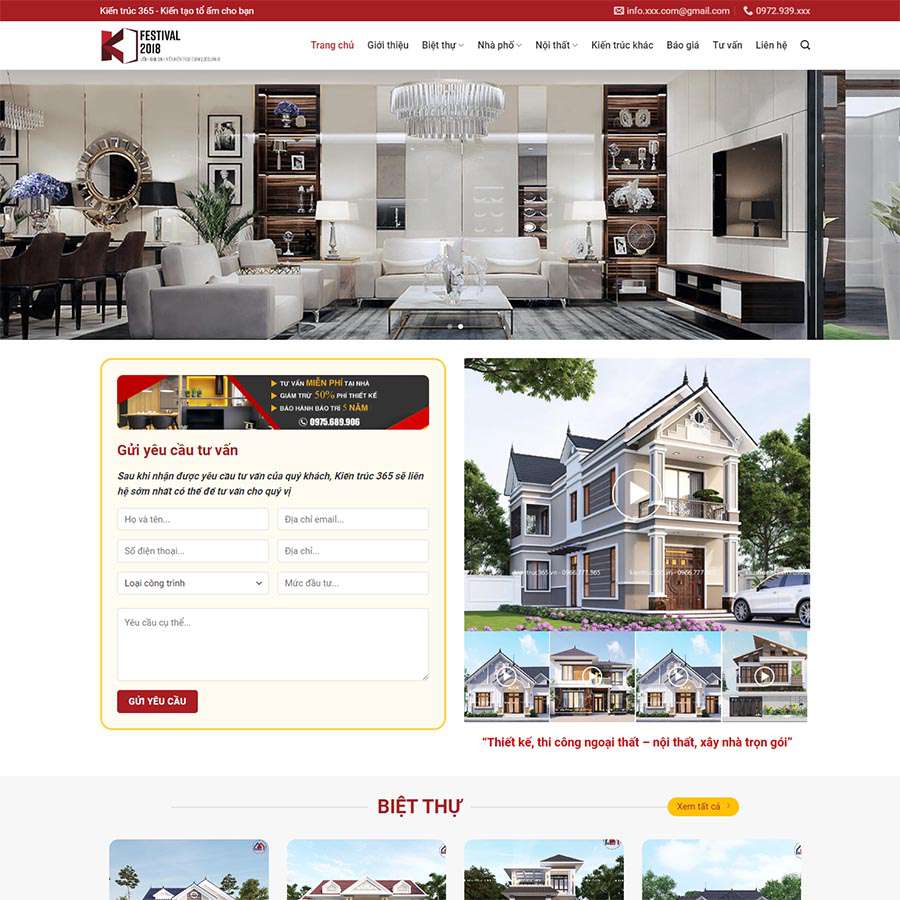 Kiến trúc 365 - Kiến tạo tổ ấm cho bạn
info.xxx.com@gmail.com
0972.939.xxx
FESTIVAL
2018
Trang chủ Giới thiệu Biệt thự Nhà phố Nội thất Kiến trúc khác Báo giá Tư vấn Liên hệ
TƯ VẤN MIỄN PHÍ TẠI NHÀ
GIẢM TRỪ 50% PHÍ THIẾT KẾ
BẢO HÀNH BẢO TRÌ 5 NĂM
0975.689.906
Gửi yêu cầu tư vấn
Sau khi nhận được yêu cầu tư vấn của quý khách, Kiến trúc 365 sẽ liên
hệ sớm nhất có thể để tư vấn cho quý vị
Họ và tên...
Địa chỉ email...
Số điện thoại...
Địa chỉ...
Loại công trình
Mức đầu tư...
Yêu cầu cụ thể...
GỬI YÊU CẦU
“Thiết kế, thi công ngoại thất – nội thất, xây nhà trọn gói”
BIỆT THỰ
Xem tất cả